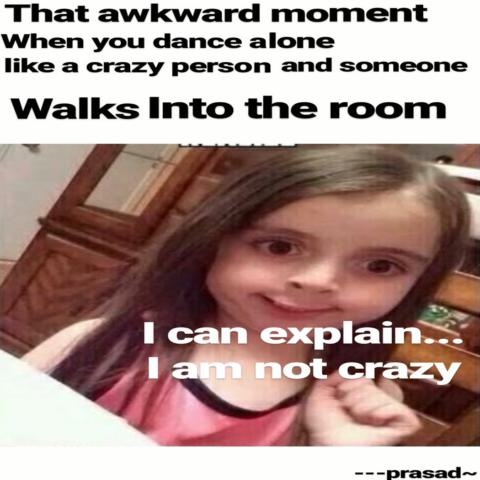 That awkward moment
When you dance alone
like a crazy person and someone
Walks Into the room
I can explain...
I am not crazy
---prasad~